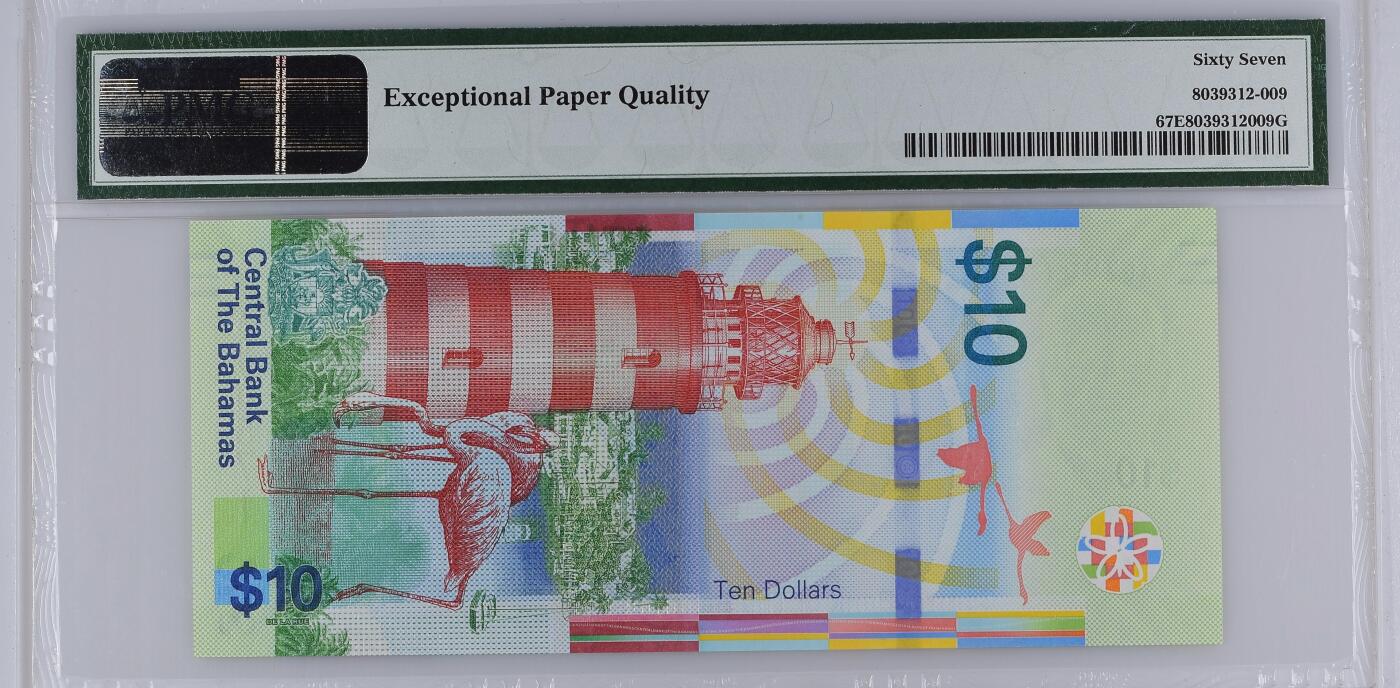 Sixty Seven
Exceptional Paper Quality
8039312-009
67E8039312009G
PMG
Central Bank
of The Bahamas
$10
$10
DE LA RUE
Ten Dollars